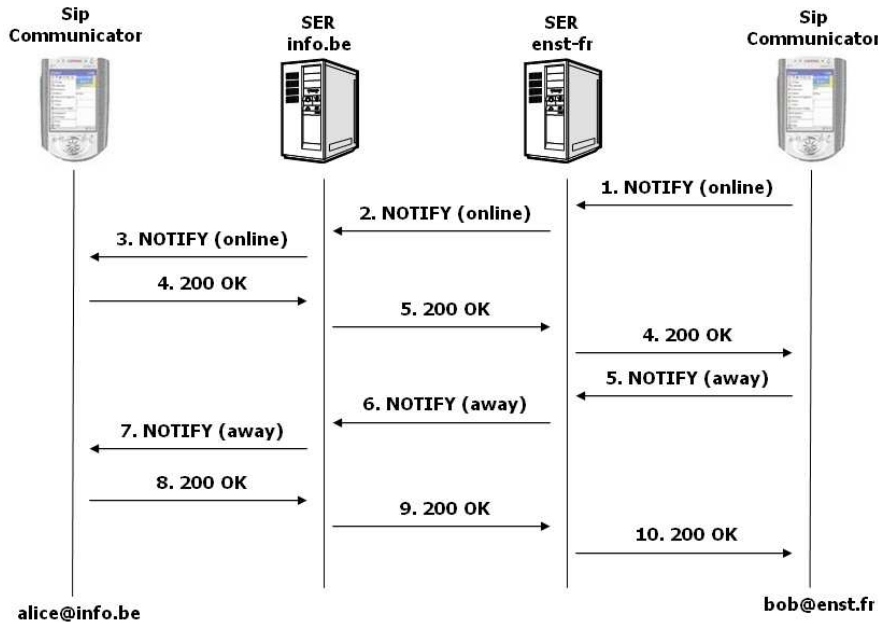 Sip
Communicator
SER
info.be
SER
enst-fr
Sip
Communicator
1. NOTIFY (online)
2. NOTIFY (online)
3. NOTIFY (online)
4. 200 OK
5. 200 OK
4. 200 OK
5. NOTIFY (away)
6. NOTIFY (away)
7. NOTIFY (away)
8. 200 OK
9. 200 OK
10. 200 OK
alice@info.be
bob@enst.fr